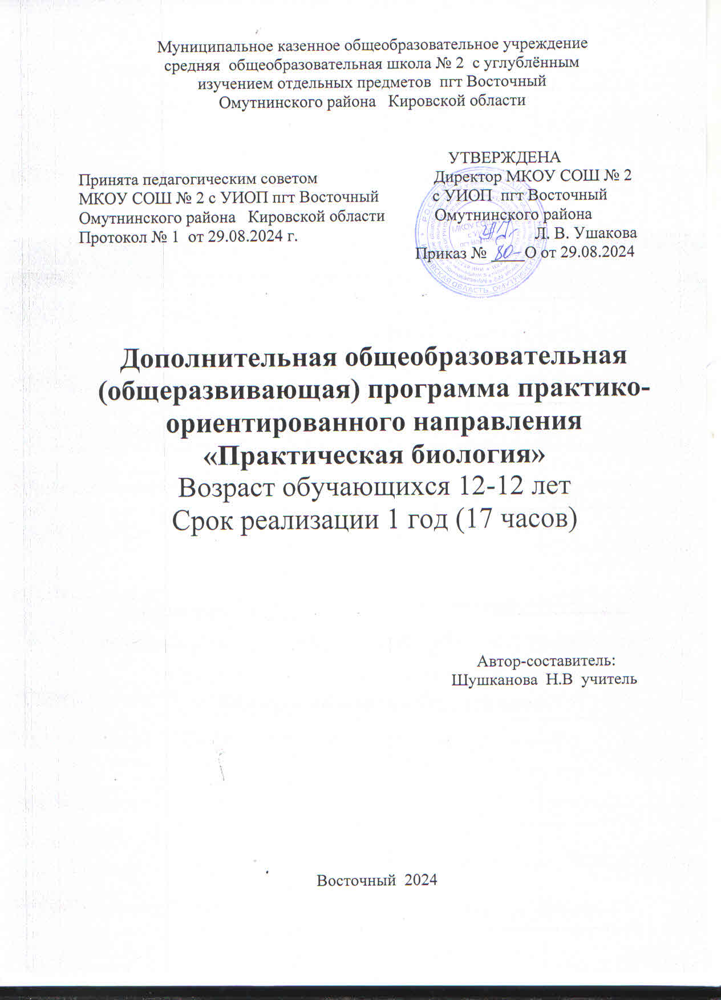 Муниципальное казенное общеобразовательное учреждение
средняя общеобразовательная школа № 2 с углублённым
изучением отдельных предметов пгт Восточный
Омутнинского района Кировской области
Принята педагогическим советом
МКОУ СОШ № 2 с УИОП пгт Восточный
Омутнинского района Кировской области
Протокол № 1 от 29.08.2024 г.
УТВЕРЖДЕНА
Директор МКОУ СОШ № 2
с УИОП пгт Восточный
Омутнинского района
Л. В. Ушакова
Приказ № 80-О от 29.08.2024
Дополнительная общеобразовательная
(общеразвивающая) программа практико-
ориентированного направления
«Практическая биология»
Возраст обучающихся 12-12 лет
Срок реализации 1 год (17 часов)
Автор-составитель:
Шушканова Н.В учитель
Восточный 2024